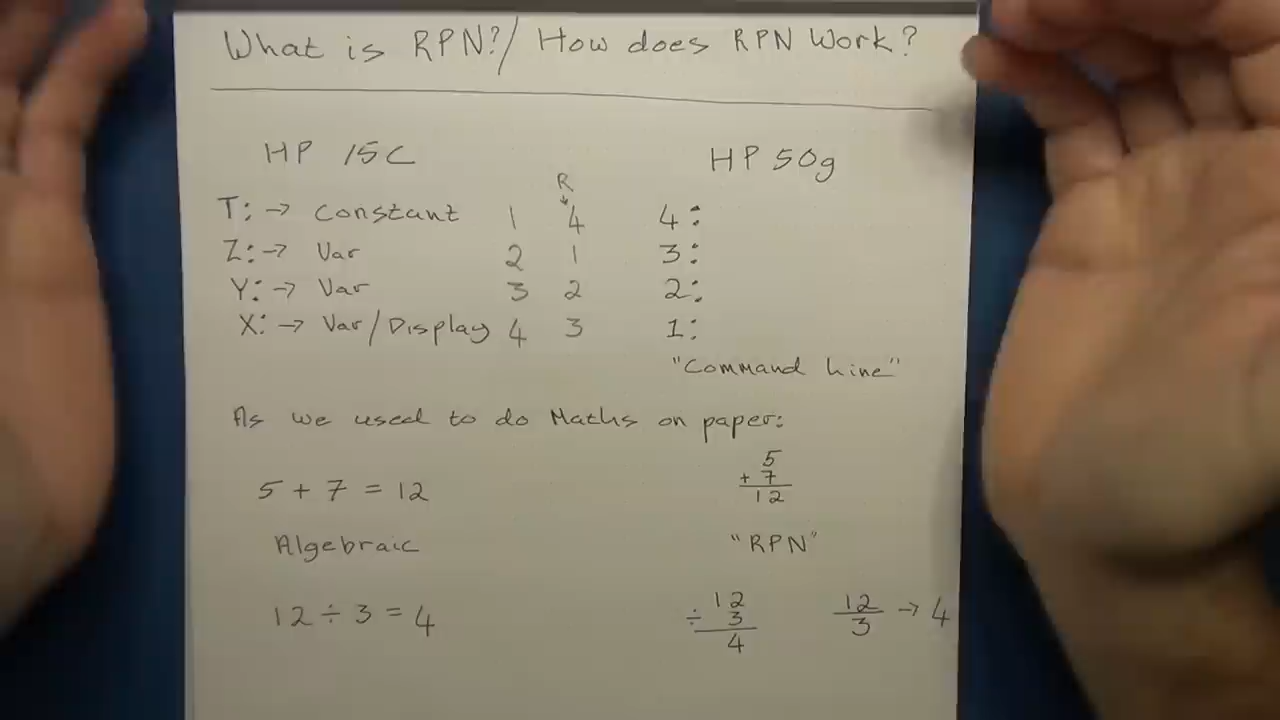 What is RPN?/ How does RPN Work?
HP 15C
HP 50g
R
T: → Constant 1 4 4:
Z: → Var 2 1 3:
Y: → Var 3 2 2:
X: → Var/Display 4 3 1:
"Command Line"
As we used to do Maths on paper:
5 + 7 = 12
5
+ 7
12
Algebraic
"RPN"
12 ÷ 3 = 4
12
÷ 3
4
12
3 → 4